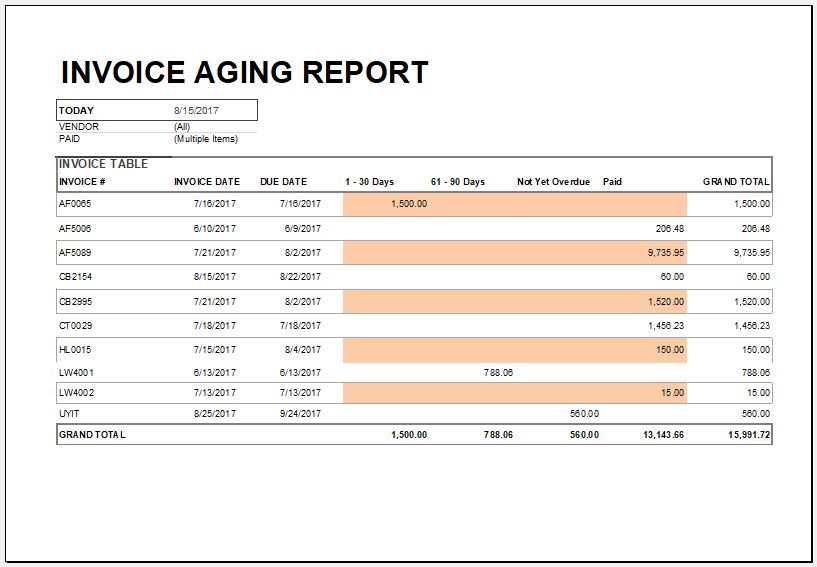 INVOICE AGING REPORT
TODAY 8/15/2017
VENDOR (All)
PAID (Multiple Items)
INVOICE TABLE
INVOICE # INVOICE DATE DUE DATE 1 - 30 Days 61 - 90 Days Not Yet Overdue Paid GRAND TOTAL
AF0065 7/16/2017 7/16/2017 1,500.00 1,500.00
AF5006 6/10/2017 6/9/2017 206.48 206.48
AF5089 7/21/2017 8/2/2017 9,735.95 9,735.95
CB2154 8/15/2017 8/22/2017 60.00 60.00
CB2995 7/21/2017 8/2/2017 1,520.00 1,520.00
CT0029 7/18/2017 7/18/2017 1,456.23 1,456.23
HL0015 7/15/2017 8/4/2017 150.00 150.00
LW4001 6/13/2017 6/13/2017 788.06 788.06
LW4002 7/13/2017 7/13/2017 15.00 15.00
UYIT 8/25/2017 9/24/2017 560.00 560.00
GRAND TOTAL 1,500.00 788.06 560.00 13,143.66 15,991.72